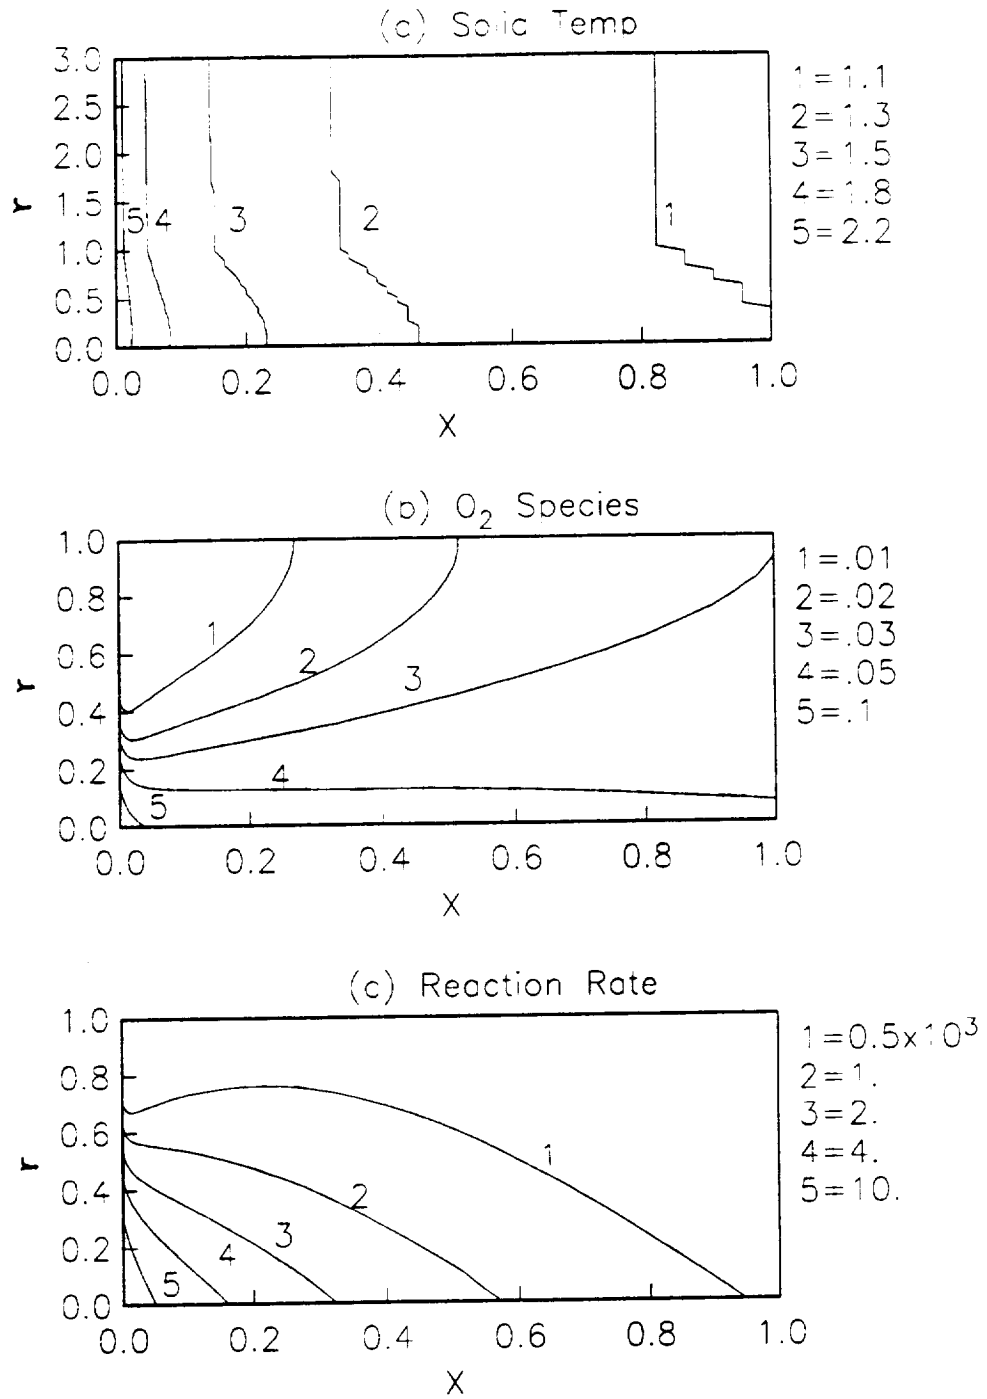 (a) Solid Temp
3.0
2.5
2.0
1.5
1.0
0.5
0.0
r
5 4 3 2 1
1=1.1
2=1.3
3=1.5
4=1.8
5=2.2
0.0 0.2 0.4 0.6 0.8 1.0
X
(b) O₂ Species
1.0
0.8
0.6
0.4
0.2
0.0
r
1 2 3 4 5
1=.01
2=.02
3=.03
4=.05
5=.1
0.0 0.2 0.4 0.6 0.8 1.0
X
(c) Reaction Rate
1.0
0.8
0.6
0.4
0.2
0.0
r
1 2 3 4 5
1=0.5x10³
2=1.
3=2.
4=4.
5=10.
0.0 0.2 0.4 0.6 0.8 1.0
X